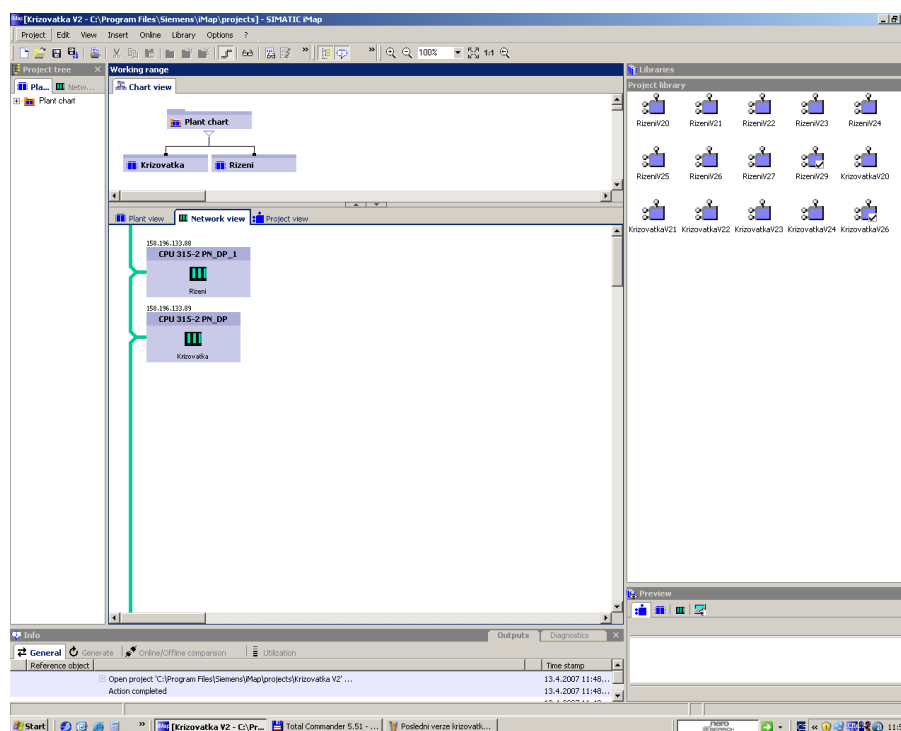 [Krizovatka V2 - C:\Program Files\Siemens\iMap\projects] - SIMATIC iMap
Project Edit View Insert Online Library Options ?
100% 1:1
Project tree
Pla... Netw...
Plant chart
Working range
Chart view
Plant chart
Krizovatka Rizeni
Plant view Network view Project view
158.196.133.88
CPU 315-2 PN_DP_1
Rizeni
158.196.133.89
CPU 315-2 PN_DP
Krizovatka
Libraries
Project library
RizeniV20 RizeniV21 RizeniV22 RizeniV23 RizeniV24
RizeniV25 RizeniV26 RizeniV27 RizeniV29 KrizovatkaV20
KrizovatkaV21 KrizovatkaV22 KrizovatkaV23 KrizovatkaV24 KrizovatkaV26
Preview
Info Outputs Diagnostics
General Generate Online/Offline comparison Utilization
Reference object Time stamp
Open project 'C:\Program Files\Siemens\iMap\projects\Krizovatka V2' ... 13.4.2007 11:48...
Action completed 13.4.2007 11:48...
Start [Krizovatka V2 - C:\Pr... Total Commander 5.51 - ... Posledni verze krizovatk... nero